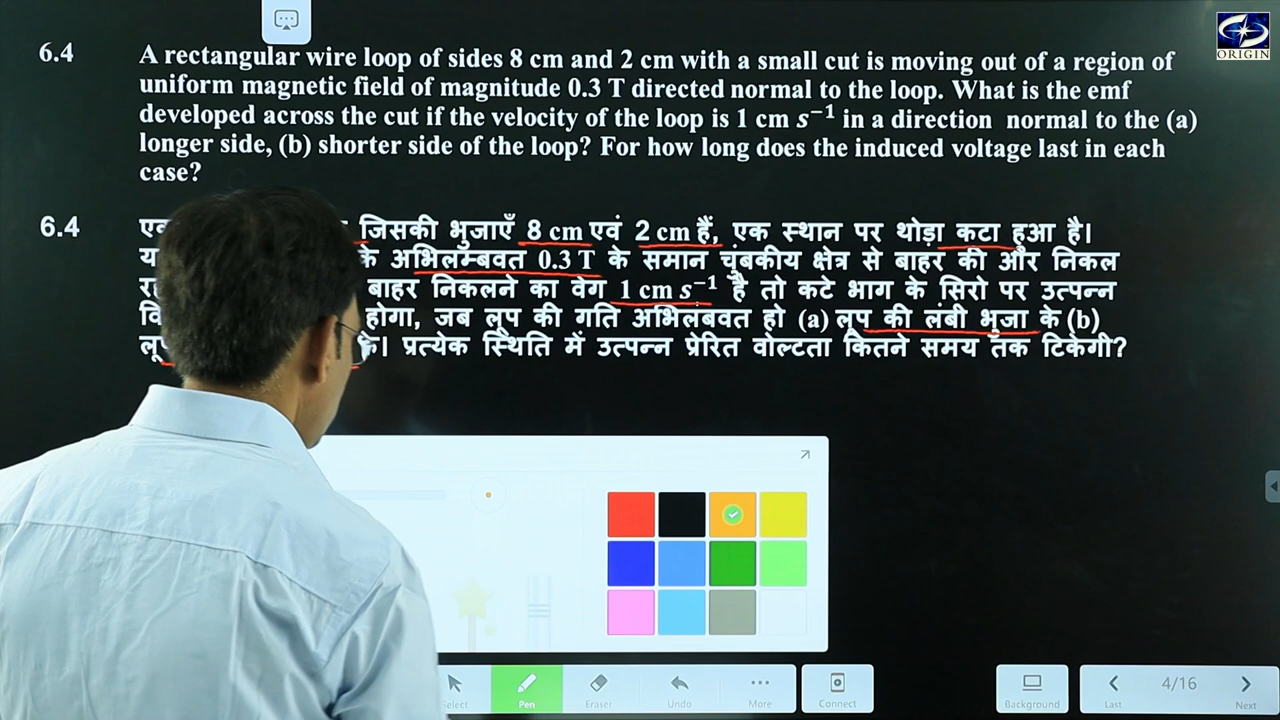 ORIGIN
6.4 A rectangular wire loop of sides 8 cm and 2 cm with a small cut is moving out of a region of
uniform magnetic field of magnitude 0.3 T directed normal to the loop. What is the emf
developed across the cut if the velocity of the loop is 1 cm s⁻¹ in a direction normal to the (a)
longer side, (b) shorter side of the loop? For how long does the induced voltage last in each
case?
6.4 जिसकी भुजाएँ 8 cm एवं 2 cm हैं, एक स्थान पर थोड़ा कटा हुआ है।
के अभिलम्बवत 0.3 T के समान चुंबकीय क्षेत्र से बाहर की ओर निकल
बाहर निकलने का वेग 1 cm s⁻¹ है तो कटे भाग के सिरो पर उत्पन्न
होगा, जब लूप की गति अभिलंबवत हो (a) लूप की लंबी भुजा के (b)
प्रत्येक स्थिति में उत्पन्न प्रेरित वोल्टता कितने समय तक टिकेगी?
Select Pen Eraser Undo More Connect Background Last 4/16 Next